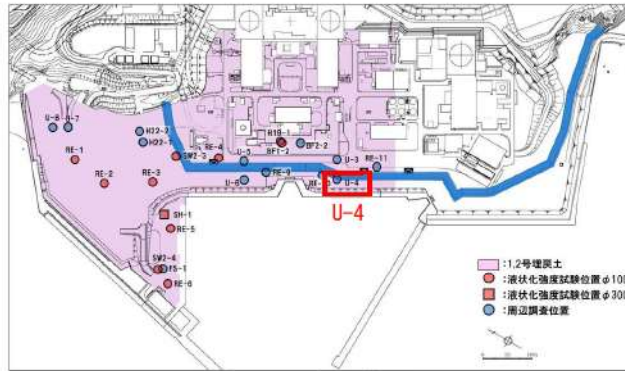 U-8
U-7
H22-2
H22-7
RE-1
RE-2
RE-3
SW2-3
RE-4
H19-1
BF1-2
BF2-2
U-5
U-3
RE-11
RE-9
U-6
U-4
U-4
SH-1
RE-5
SW2-4
RE-6
:1,2号埋戻土
:液状化強度試験位置φ100
:液状化強度試験位置φ300
:周辺調査位置